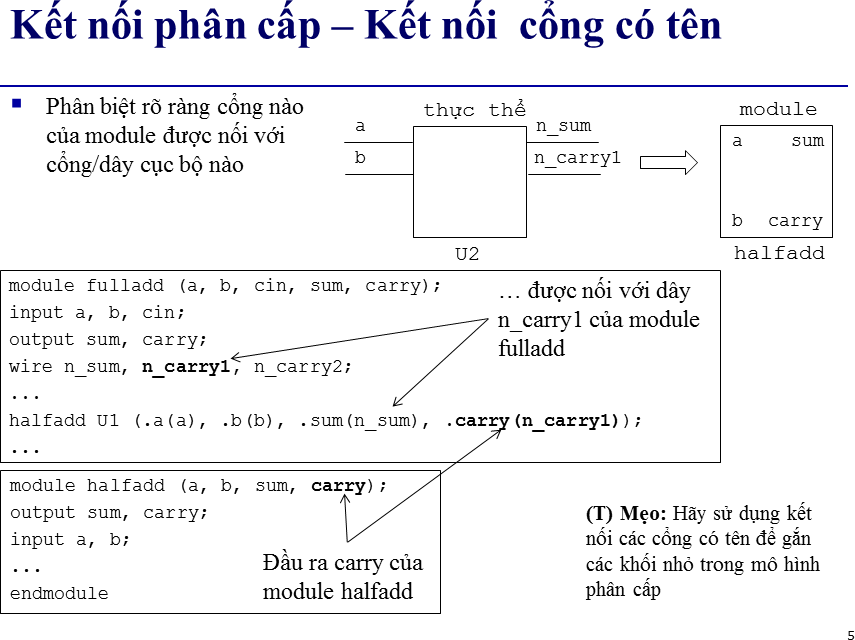 Kết nối phân cấp – Kết nối cổng có tên
Phân biệt rõ ràng cổng nào
của module được nối với
cổng/dây cục bộ nào
thực thể
a
n_sum
b
n_carry1
U2
module
a sum
b carry
halfadd
module fulladd (a, b, cin, sum, carry);
input a, b, cin;
output sum, carry;
wire n_sum, n_carry1, n_carry2;
...
halfadd U1 (.a(a), .b(b), .sum(n_sum), .carry(n_carry1));
...
… được nối với dây
n_carry1 của module
fulladd
module halfadd (a, b, sum, carry);
output sum, carry;
input a, b;
...
endmodule
Đầu ra carry của
module halfadd
(T) Mẹo: Hãy sử dụng kết
nối các cổng có tên để gắn
các khối nhỏ trong mô hình
phân cấp
5